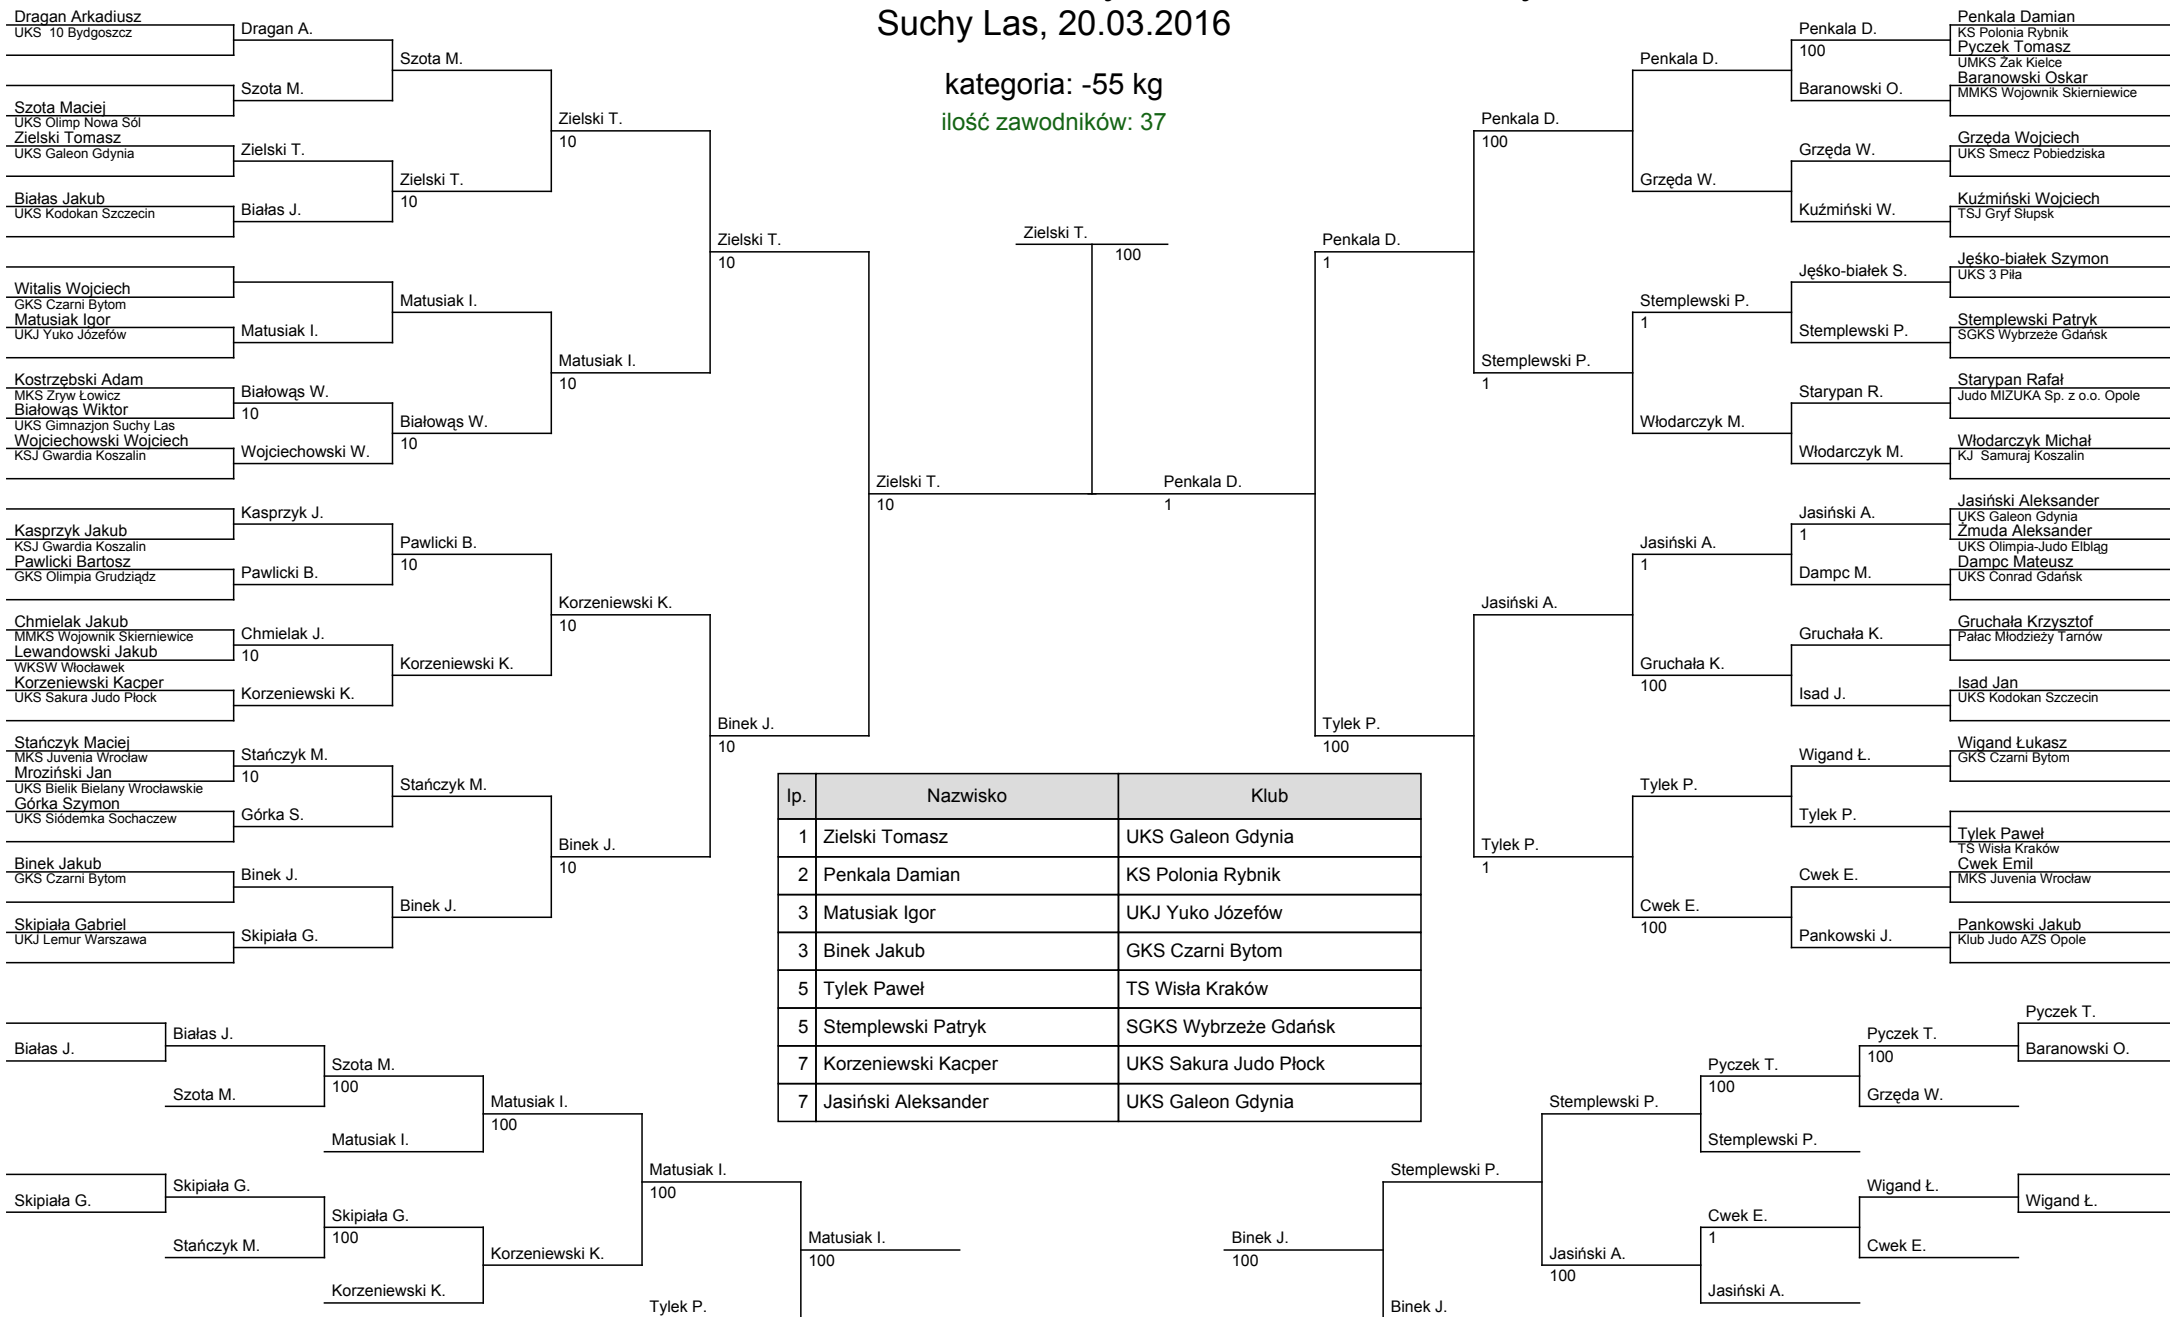 Suchy Las, 20.03.2016
kategoria: -55 kg
ilość zawodników: 37
Dragan Arkadiusz
UKS  10 Bydgoszcz
Szota Maciej
UKS Olimp Nowa Sól
Zielski Tomasz
UKS Galeon Gdynia
Białas Jakub
UKS Kodokan Szczecin
Witalis Wojciech
GKS Czarni Bytom
Matusiak Igor
UKJ Yuko Józefów
Kostrzębski Adam
MKS Zryw Łowicz
Białowąs Wiktor
UKS Gimnazjon Suchy Las
Wojciechowski Wojciech
KSJ Gwardia Koszalin
Kasprzyk Jakub
KSJ Gwardia Koszalin
Pawlicki Bartosz
GKS Olimpia Grudziądz
Chmielak Jakub
MMKS Wojownik Skierniewice
Lewandowski Jakub
WKSW Włocławek
Korzeniewski Kacper
UKS Sakura Judo Płock
Stańczyk Maciej
MKS Juvenia Wrocław
Mroziński Jan
UKS Bielik Bielany Wrocławskie
Górka Szymon
UKS Siódemka Sochaczew
Binek Jakub
GKS Czarni Bytom
Skipiała Gabriel
UKJ Lemur Warszawa
Dragan A.
Szota M.
Zielski T.
Białas J.
Matusiak I.
Białowąs W.
10
Wojciechowski W.
Kasprzyk J.
Pawlicki B.
Chmielak J.
10
Korzeniewski K.
Stańczyk M.
10
Górka S.
Binek J.
Skipiała G.
Szota M.
Zielski T.
10
Matusiak I.
Białowąs W.
10
Pawlicki B.
10
Korzeniewski K.
Stańczyk M.
Binek J.
Zielski T.
10
Matusiak I.
10
Korzeniewski K.
10
Binek J.
10
Zielski T.
10
Binek J.
10
Zielski T.
10
Zielski T.
100
Penkala D.
1
Penkala D.
1
Tylek P.
100
Penkala D.
100
Stemplewski P.
1
Jasiński A.
Tylek P.
1
Penkala D.
Grzęda W.
Stemplewski P.
1
Włodarczyk M.
Jasiński A.
1
Gruchała K.
100
Tylek P.
Cwek E.
100
Penkala D.
100
Baranowski O.
Grzęda W.
Kuźmiński W.
Jęśko-białek S.
Stemplewski P.
Starypan R.
Włodarczyk M.
Jasiński A.
1
Dampc M.
Gruchała K.
Isad J.
Wigand Ł.
Tylek P.
Cwek E.
Pankowski J.
Penkala Damian
KS Polonia Rybnik
Pyczek Tomasz
UMKS Żak Kielce
Baranowski Oskar
MMKS Wojownik Skierniewice
Grzęda Wojciech
UKS Smecz Pobiedziska
Kuźmiński Wojciech
TSJ Gryf Słupsk
Jęśko-białek Szymon
UKS 3 Piła
Stemplewski Patryk
SGKS Wybrzeże Gdańsk
Starypan Rafał
Judo MIZUKA Sp. z o.o. Opole
Włodarczyk Michał
KJ  Samuraj Koszalin
Jasiński Aleksander
UKS Galeon Gdynia
Żmuda Aleksander
UKS Olimpia-Judo Elbląg
Dampc Mateusz
UKS Conrad Gdańsk
Gruchała Krzysztof
Pałac Młodzieży Tarnów
Isad Jan
UKS Kodokan Szczecin
Wigand Łukasz
GKS Czarni Bytom
Tylek Paweł
TS Wisła Kraków
Cwek Emil
MKS Juvenia Wrocław
Pankowski Jakub
Klub Judo AZS Opole
lp. Nazwisko Klub
1 Zielski Tomasz UKS Galeon Gdynia
2 Penkala Damian KS Polonia Rybnik
3 Matusiak Igor UKJ Yuko Józefów
3 Binek Jakub GKS Czarni Bytom
5 Tylek Paweł TS Wisła Kraków
5 Stemplewski Patryk SGKS Wybrzeże Gdańsk
7 Korzeniewski Kacper UKS Sakura Judo Płock
7 Jasiński Aleksander UKS Galeon Gdynia
Białas J.
Skipiała G.
Białas J.
Szota M.
Skipiała G.
Stańczyk M.
Szota M.
100
Matusiak I.
Skipiała G.
100
Korzeniewski K.
Matusiak I.
100
Korzeniewski K.
Matusiak I.
100
Tylek P.
Matusiak I.
100
Binek J.
100
Stemplewski P.
Binek J.
Stemplewski P.
Jasiński A.
100
Pyczek T.
100
Stemplewski P.
Cwek E.
1
Jasiński A.
Pyczek T.
100
Grzęda W.
Wigand Ł.
Cwek E.
Pyczek T.
Baranowski O.
Wigand Ł.